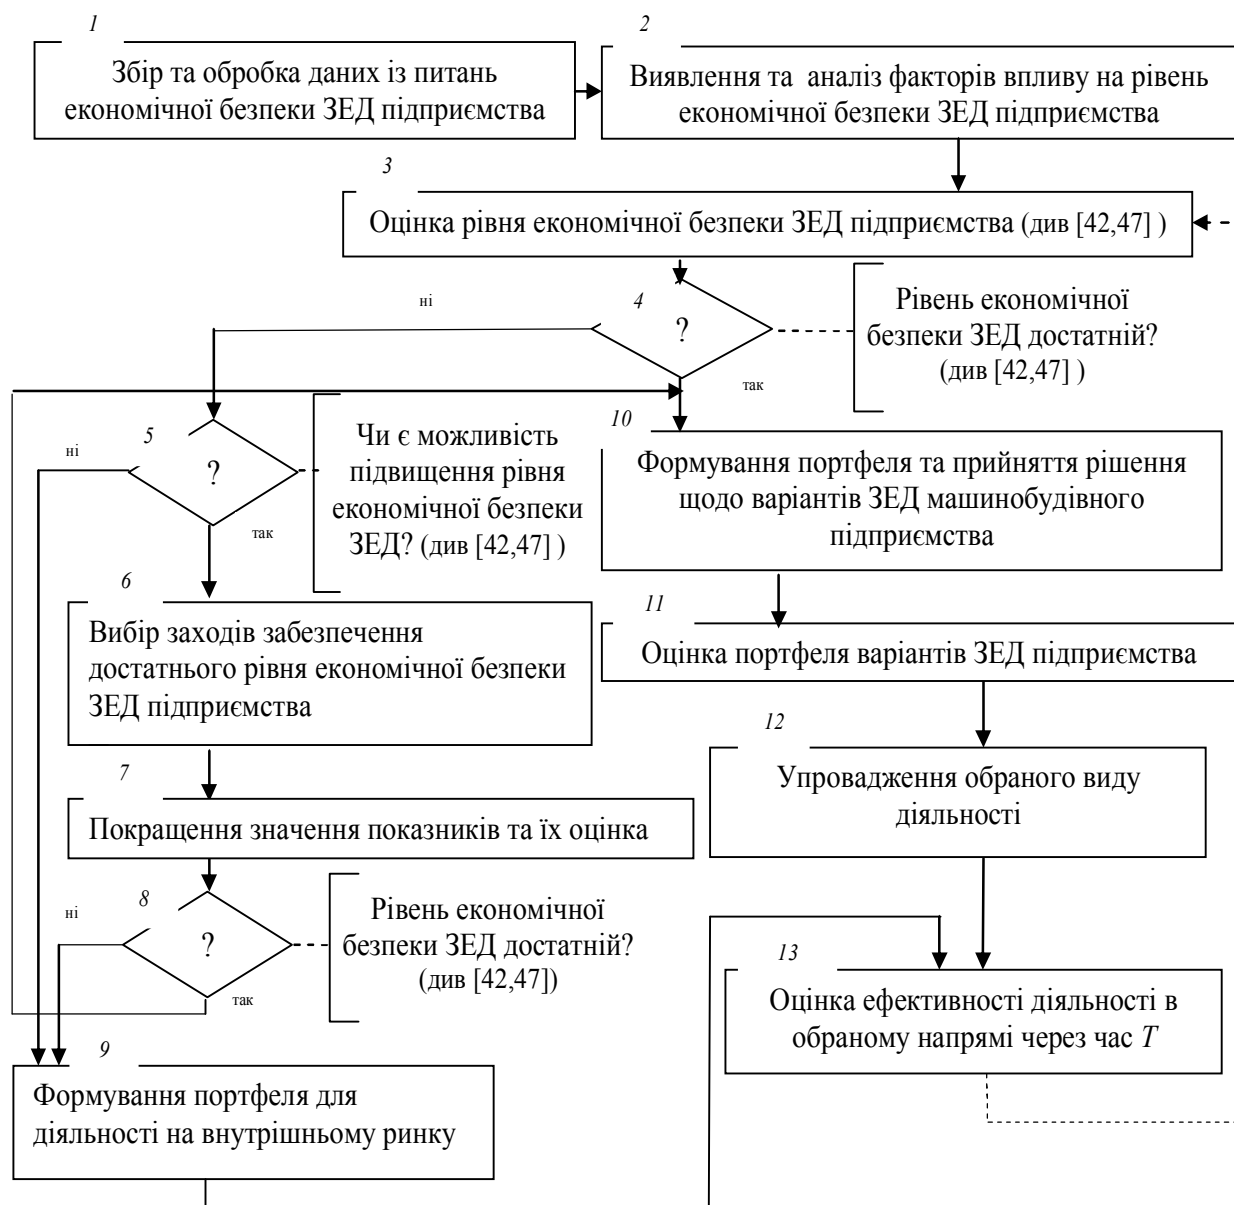 1
Збір та обробка даних із питань
економічної безпеки ЗЕД підприємства
2
Виявлення та аналіз факторів впливу на рівень
економічної безпеки ЗЕД підприємства
3
Оцінка рівня економічної безпеки ЗЕД підприємства (див [42,47] )
4
?
ні
так
Рівень економічної
безпеки ЗЕД достатній?
(див [42,47] )
5
?
ні
так
Чи є можливість
підвищення рівня
економічної безпеки
ЗЕД? (див [42,47] )
6
Вибір заходів забезпечення
достатнього рівня економічної безпеки
ЗЕД підприємства
7
Покращення значення показників та їх оцінка
8
?
ні
так
Рівень економічної
безпеки ЗЕД достатній?
(див [42,47])
9
Формування портфеля для
діяльності на внутрішньому ринку
10
Формування портфеля та прийняття рішення
щодо варіантів ЗЕД машинобудівного
підприємства
11
Оцінка портфеля варіантів ЗЕД підприємства
12
Упровадження обраного виду
діяльності
13
Оцінка ефективності діяльності в
обраному напрямі через час Т